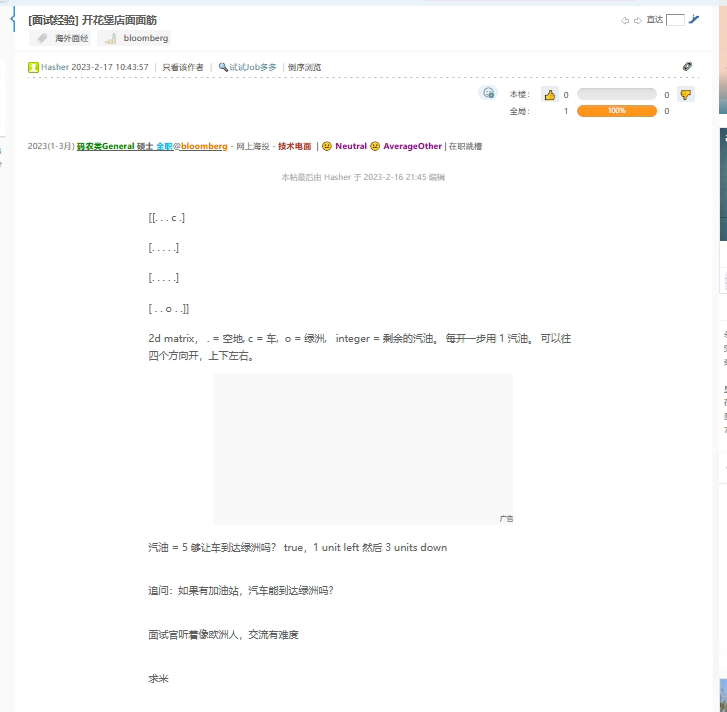 [面试经验] 开花堡店面面筋
直达
海外面经 bloomberg
Hasher 2023-2-17 10:43:57 | 只看该作者 | 试试Job多多 | 倒序浏览
本楼: 0 0
全局: 1 100% 0
2023(1-3月) 码农类General 硕士 全职@bloomberg - 网上海投 - 技术电面 | Neutral AverageOther | 在职跳槽
本帖最后由 Hasher 于 2023-2-16 21:45 编辑
[[. . . c .]
[. . . . .]
[. . . . .]
[ . . o . .]]
2d matrix， . = 空地, c = 车, o = 绿洲, integer = 剩余的汽油。 每开一步用 1 汽油。 可以往
四个方向开，上下左右。
广告
汽油 = 5 够让车到达绿洲吗? true，1 unit left 然后 3 units down
追问：如果有加油站，汽车能到达绿洲吗?
面试官听着像欧洲人，交流有难度
求米